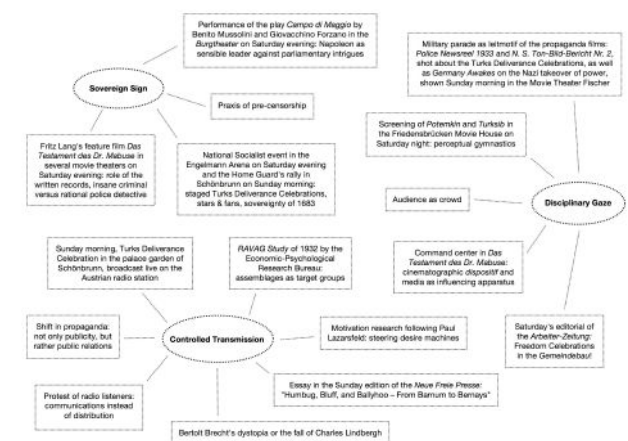 Performance of the play Campo di Maggio by
Benito Mussolini and Giovacchino Forzano in the
Burgtheater on Saturday evening: Napoleon as
sensible leader against parliamentary intrigues
Sovereign Sign
Praxis of pre-censorship
Fritz Lang's feature film Das
Testament des Dr. Mabuse in
several movie theaters on
Saturday evening: role of the
written records, insane criminal
versus rational police detective
National Socialist event in the
Engelmann Arena on Saturday evening
and the Home Guard's rally in
Schönbrunn on Sunday morning:
staged Turks Deliverance Celebrations,
stars & fans, sovereignty of 1683
Military parade as leitmotif of the propaganda films:
Police Newsreel 1933 and N. S. Ton-Bild-Bericht Nr. 2,
shot about the Turks Deliverance Celebrations, as well
as Germany Awakes on the Nazi takeover of power,
shown Sunday morning in the Movie Theater Fischer
Screening of Potemkin and Turksib in
the Friedensbrücken Movie House on
Saturday night: perceptual gymnastics
Audience as crowd
Disciplinary Gaze
Command center in Das
Testament des Dr. Mabuse:
cinematographic dispositif and
media as influencing apparatus
Saturday's editorial of
the Arbeiter-Zeitung:
Freedom Celebrations
in the Gemeindebau!
Sunday morning, Turks Deliverance
Celebration in the palace garden of
Schönbrunn, broadcast live on the
Austrian radio station
RAVAG Study of 1932 by the
Economic-Psychological
Research Bureau:
assemblages as target groups
Shift in propaganda:
not only publicity, but
rather public relations
Controlled Transmission
Motivation research following Paul
Lazarsfeld: steering desire machines
Protest of radio listeners:
communications instead
of distribution
Essay in the Sunday edition of the Neue Freie Presse:
"Humbug, Bluff, and Ballyhoo – From Barnum to Bernays"
Bertolt Brecht's dystopia or the fall of Charles Lindbergh